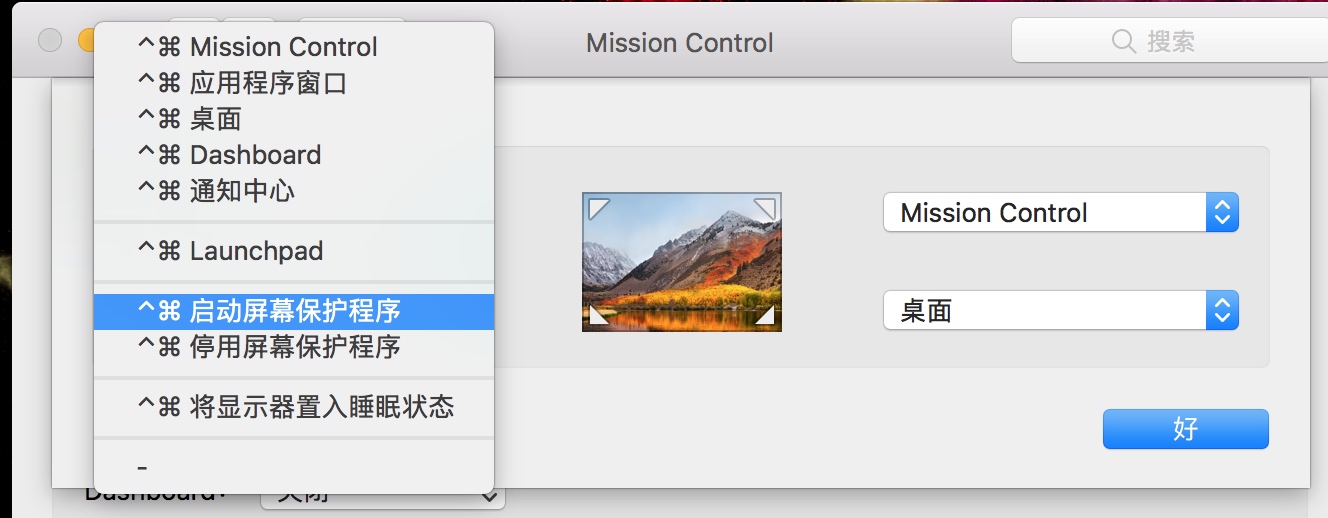 Mission Control
搜索
^⌘ Mission Control
^⌘ 应用程序窗口
^⌘ 桌面
^⌘ Dashboard
^⌘ 通知中心
^⌘ Launchpad
^⌘ 启动屏幕保护程序
^⌘ 停用屏幕保护程序
^⌘ 将显示器置入睡眠状态
-
Mission Control
桌面
好
Dashboard:
关闭